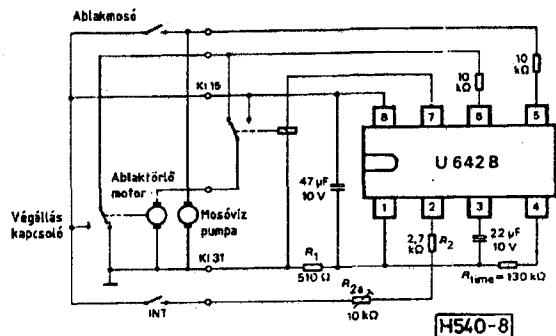 Ablakmosó
10
kΩ
10
kΩ
Kl 15
8
7
6
5
U 642 B
47 µF
10 V
Ablaktörlő
motor
Mosóvíz
pumpa
Végállás
kapcsoló
1
2
3
4
2,7
kΩ
R2
22 µF
10 V
Kl 31
R1
510 Ω
Rtime = 130 kΩ
R2a
10 kΩ
INT
H540-8